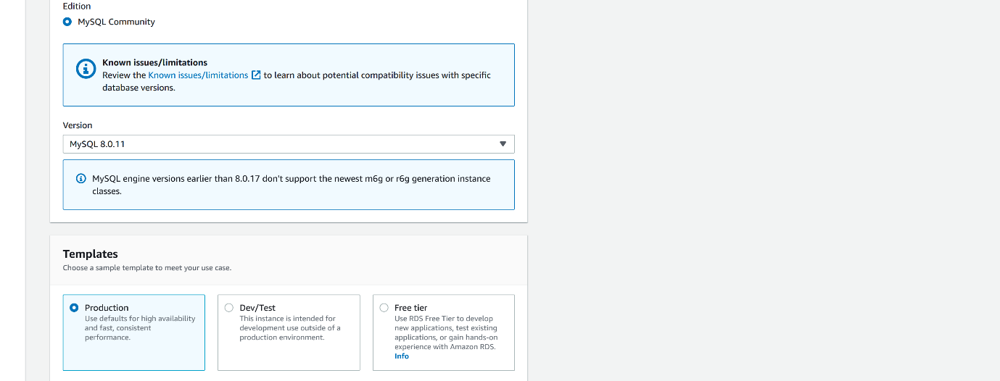 Edition
MySQL Community
Known issues/limitations
Review the Known issues/limitations to learn about potential compatibility issues with specific
database versions.
Version
MySQL 8.0.11
MySQL engine versions earlier than 8.0.17 don't support the newest m6g or r6g generation instance
classes.
Templates
Choose a sample template to meet your use case.
Production
Use defaults for high availability
and fast, consistent
performance.
Dev/Test
This instance is intended for
development use outside of a
production environment.
Free tier
Use RDS Free Tier to develop
new applications, test existing
applications, or gain hands-on
experience with Amazon RDS.
Info